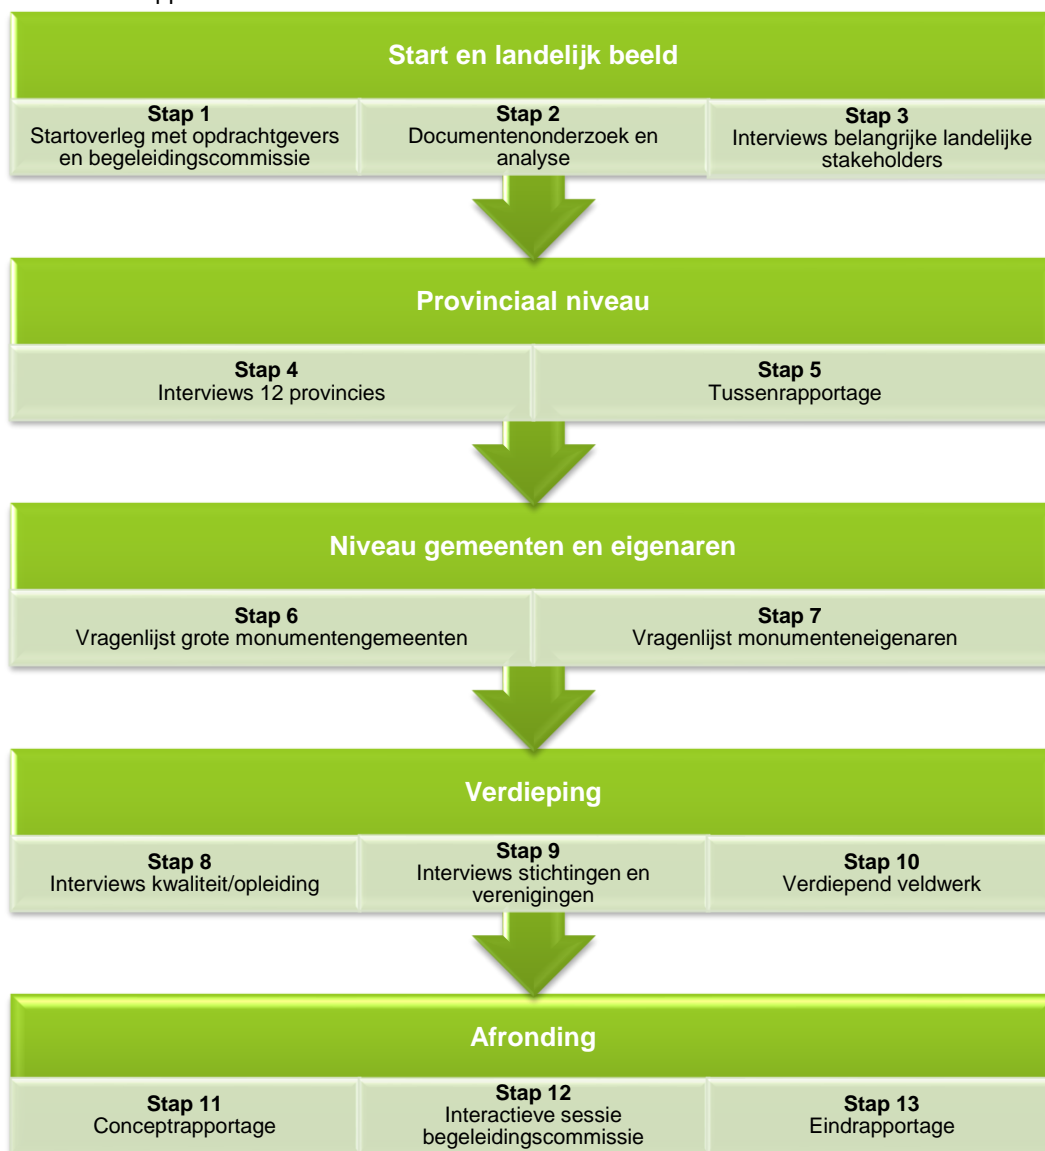 Start en landelijk beeld
Stap 1
Startoverleg met opdrachtgevers
en begeleidingscommissie
Stap 2
Documentenonderzoek en
analyse
Stap 3
Interviews belangrijke landelijke
stakeholders
Provinciaal niveau
Stap 4
Interviews 12 provincies
Stap 5
Tussenrapportage
Niveau gemeenten en eigenaren
Stap 6
Vragenlijst grote monumentengemeenten
Stap 7
Vragenlijst monumenteneigenaren
Verdieping
Stap 8
Interviews kwaliteit/opleiding
Stap 9
Interviews stichtingen en
verenigingen
Stap 10
Verdiepend veldwerk
Afronding
Stap 11
Conceptrapportage
Stap 12
Interactieve sessie
begeleidingscommissie
Stap 13
Eindrapportage